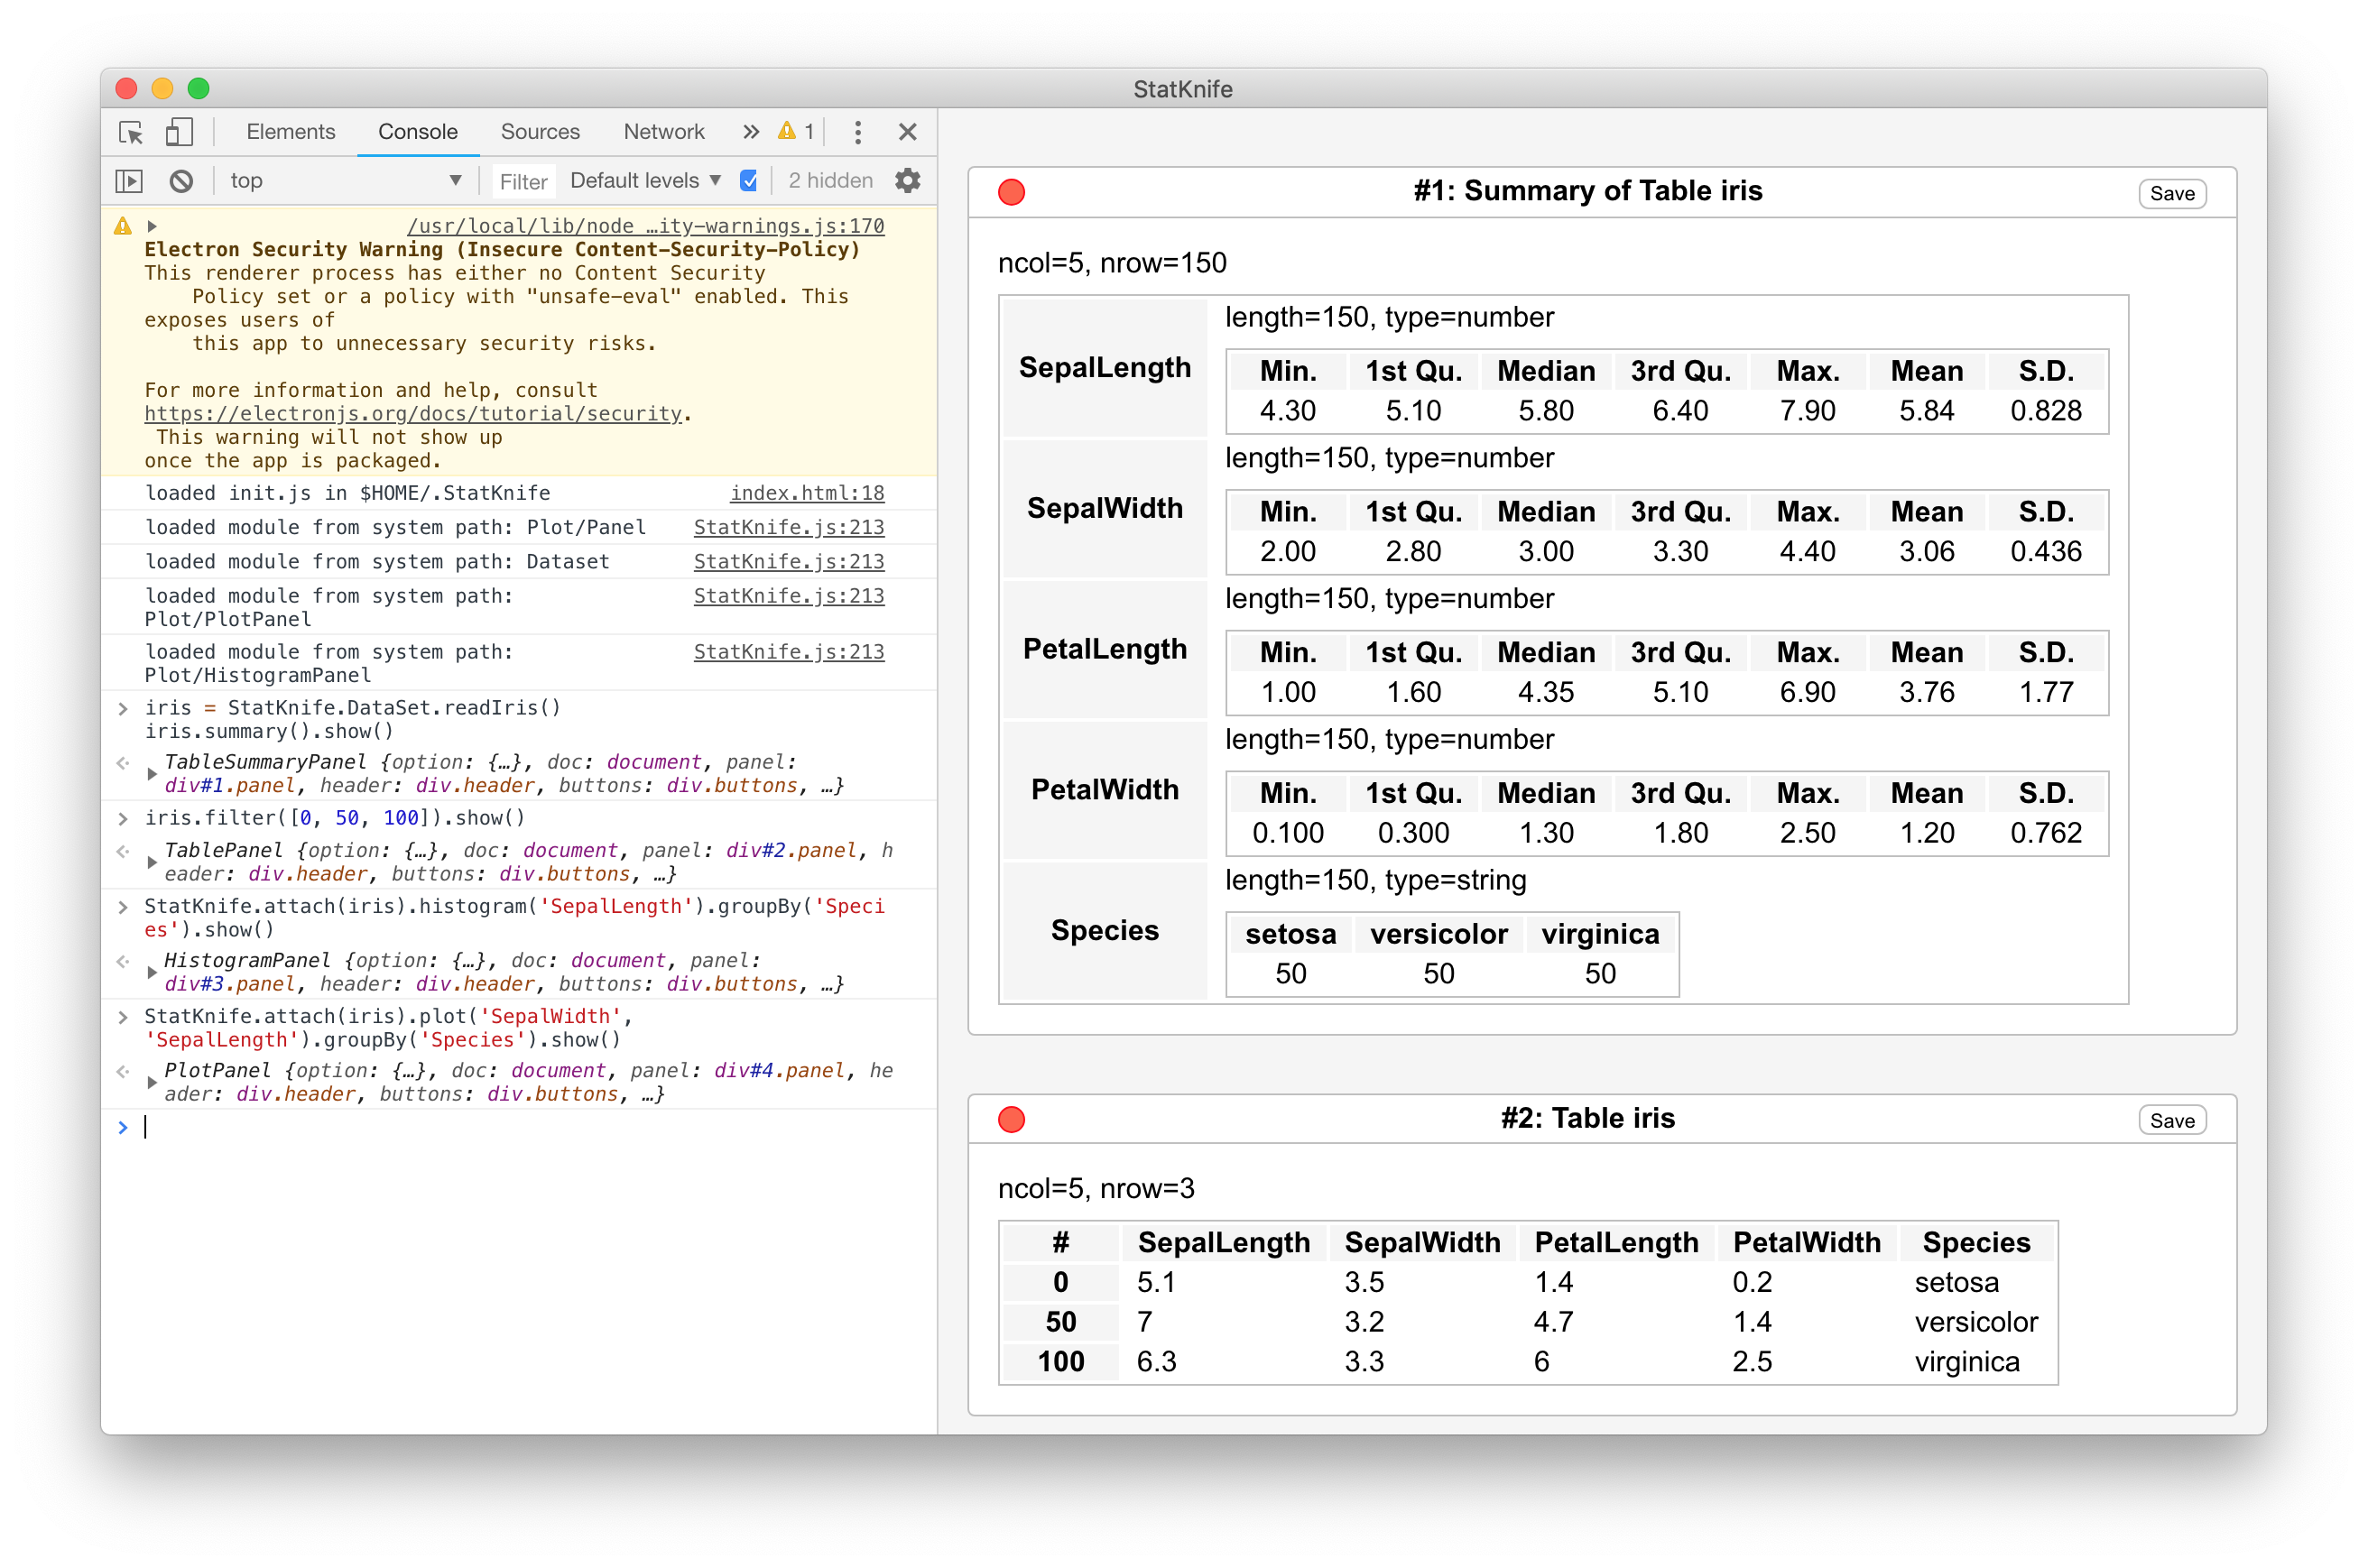 StatKnife
Elements Console Sources Network » 1
top Filter Default levels 2 hidden
/usr/local/lib/node …ity-warnings.js:170
Electron Security Warning (Insecure Content-Security-Policy)
This renderer process has either no Content Security
Policy set or a policy with "unsafe-eval" enabled. This
exposes users of
this app to unnecessary security risks.
For more information and help, consult
https://electronjs.org/docs/tutorial/security.
This warning will not show up
once the app is packaged.
loaded init.js in $HOME/.StatKnife index.html:18
loaded module from system path: Plot/Panel StatKnife.js:213
loaded module from system path: Dataset StatKnife.js:213
loaded module from system path: StatKnife.js:213
Plot/PlotPanel
loaded module from system path: StatKnife.js:213
Plot/HistogramPanel
> iris = StatKnife.DataSet.readIris()
iris.summary().show()
TableSummaryPanel {option: {…}, doc: document, panel:
div#1.panel, header: div.header, buttons: div.buttons, …}
> iris.filter([0, 50, 100]).show()
TablePanel {option: {…}, doc: document, panel: div#2.panel, h
eader: div.header, buttons: div.buttons, …}
> StatKnife.attach(iris).histogram('SepalLength').groupBy('Speci
es').show()
HistogramPanel {option: {…}, doc: document, panel:
div#3.panel, header: div.header, buttons: div.buttons, …}
> StatKnife.attach(iris).plot('SepalWidth',
'SepalLength').groupBy('Species').show()
PlotPanel {option: {…}, doc: document, panel: div#4.panel, he
ader: div.header, buttons: div.buttons, …}
>
#1: Summary of Table iris Save
ncol=5, nrow=150
SepalLength
length=150, type=number
Min. 1st Qu. Median 3rd Qu. Max. Mean S.D.
4.30 5.10 5.80 6.40 7.90 5.84 0.828
SepalWidth
length=150, type=number
Min. 1st Qu. Median 3rd Qu. Max. Mean S.D.
2.00 2.80 3.00 3.30 4.40 3.06 0.436
PetalLength
length=150, type=number
Min. 1st Qu. Median 3rd Qu. Max. Mean S.D.
1.00 1.60 4.35 5.10 6.90 3.76 1.77
PetalWidth
length=150, type=number
Min. 1st Qu. Median 3rd Qu. Max. Mean S.D.
0.100 0.300 1.30 1.80 2.50 1.20 0.762
Species
length=150, type=string
setosa versicolor virginica
50 50 50
#2: Table iris Save
ncol=5, nrow=3
# SepalLength SepalWidth PetalLength PetalWidth Species
0 5.1 3.5 1.4 0.2 setosa
50 7 3.2 4.7 1.4 versicolor
100 6.3 3.3 6 2.5 virginica